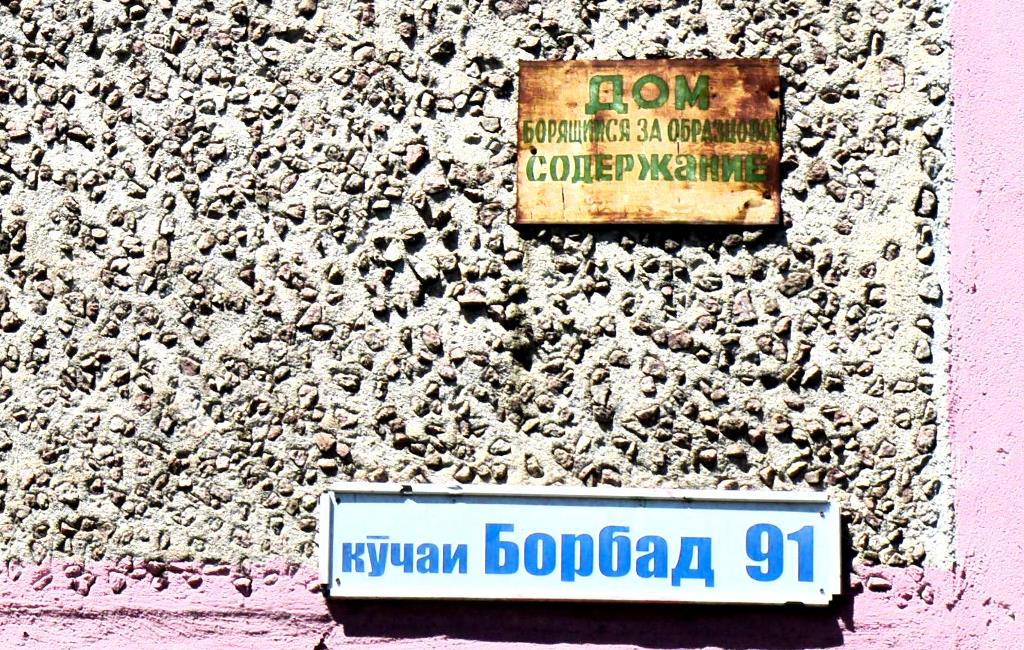 ДОМ
БОРЯЩИЙСЯ ЗА ОБРАЗЦОВОЕ
СОДЕРЖАНИЕ
кӯчаи Борбад 91